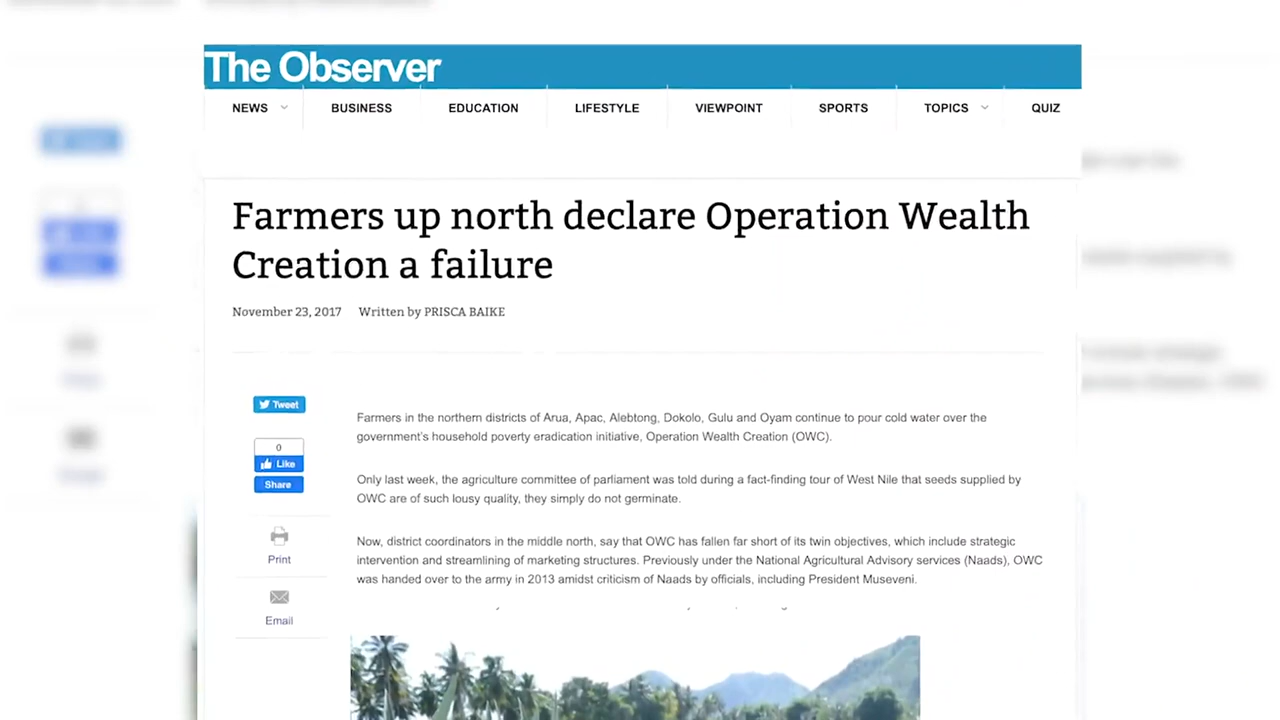 The Observer
NEWS BUSINESS EDUCATION LIFESTYLE VIEWPOINT SPORTS TOPICS QUIZ
Farmers up north declare Operation Wealth
Creation a failure
November 23, 2017 Written by PRISCA BAIKE
Tweet
0
Like
Share
Print
Email
Farmers in the northern districts of Arua, Apac, Alebtong, Dokolo, Gulu and Oyam continue to pour cold water over the
government's household poverty eradication initiative, Operation Wealth Creation (OWC).
Only last week, the agriculture committee of parliament was told during a fact-finding tour of West Nile that seeds supplied by
OWC are of such lousy quality, they simply do not germinate.
Now, district coordinators in the middle north, say that OWC has fallen far short of its twin objectives, which include strategic
intervention and streamlining of marketing structures. Previously under the National Agricultural Advisory services (Naads), OWC
was handed over to the army in 2013 amidst criticism of Naads by officials, including President Museveni.